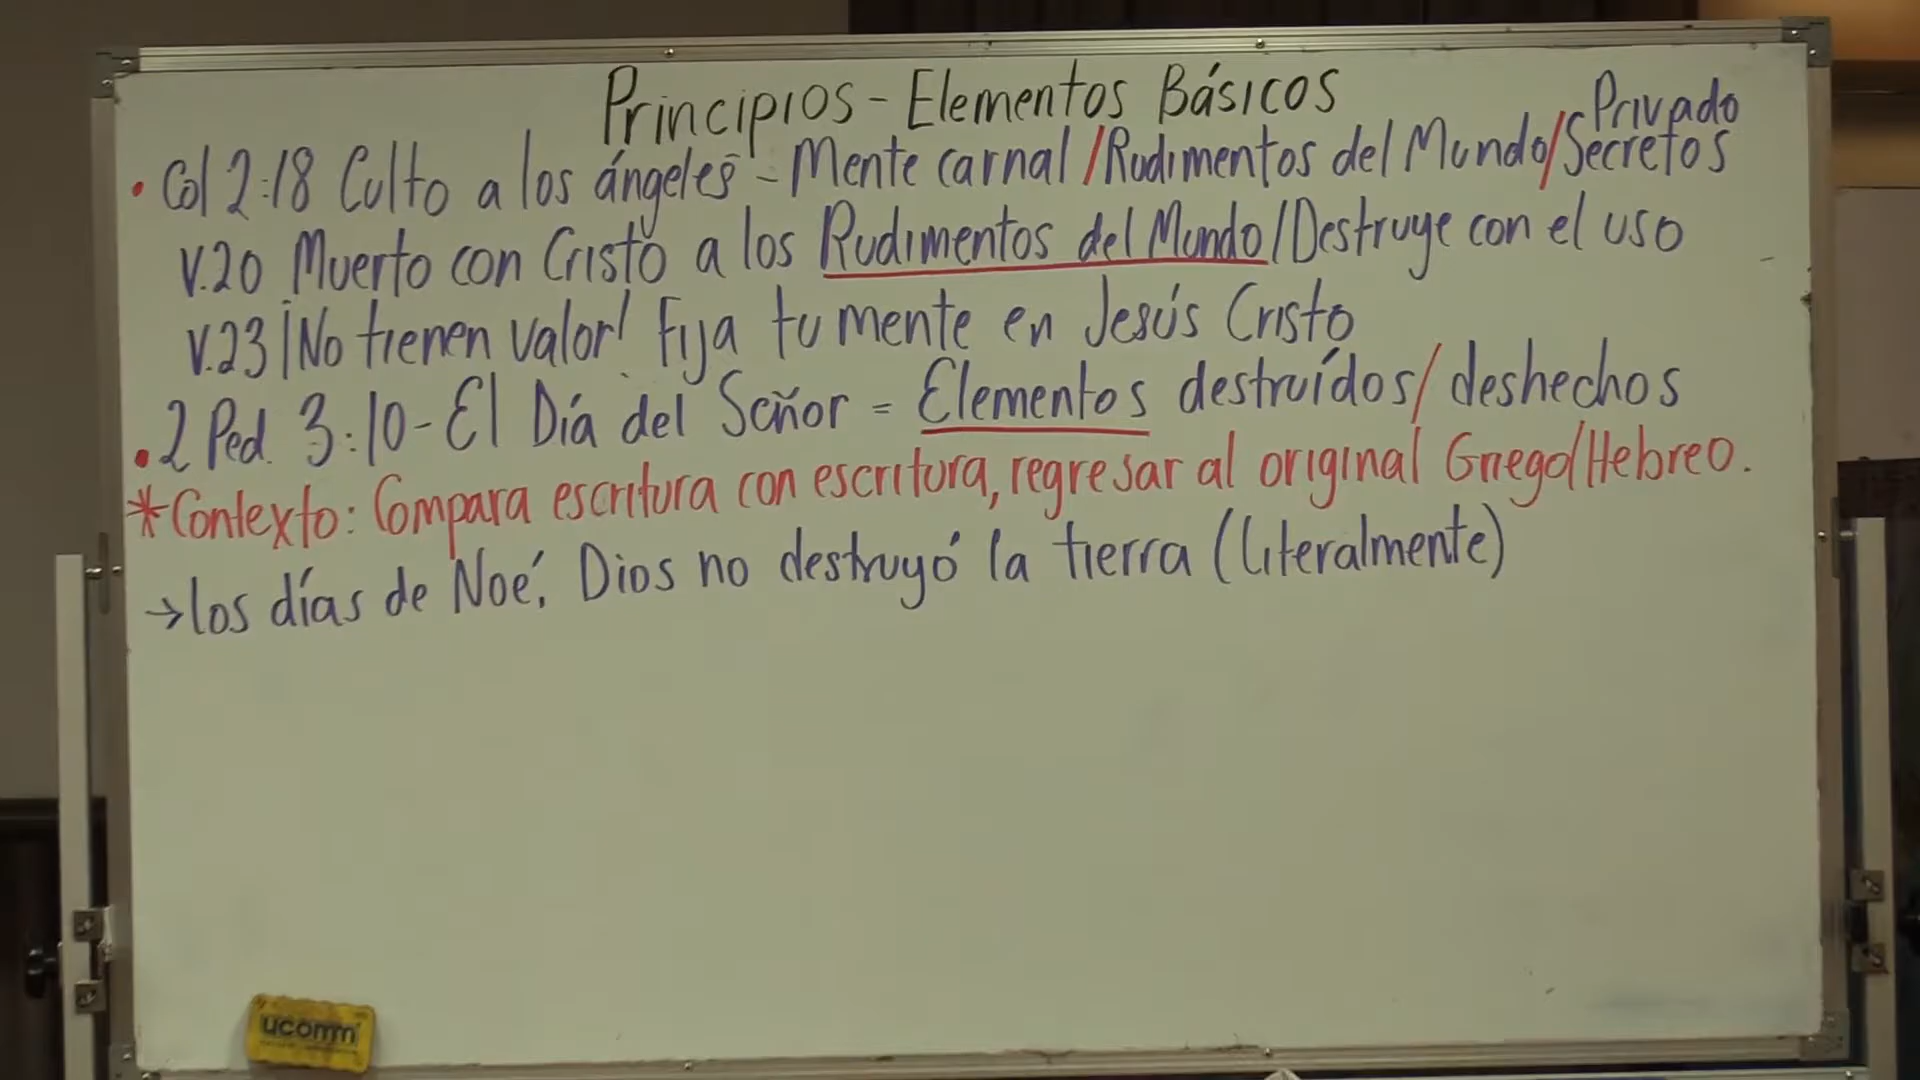 Principios - Elementos Básicos
Privado
• Col 2:18 Culto a los ángeles - Mente carnal / Rudimentos del Mundo / Secretos
V.20 Muerto con Cristo a los Rudimentos del Mundo / Destruye con el uso
V.23 ¡No tienen valor! Fija tu mente en Jesús Cristo
• 2 Ped. 3:10 - El Día del Señor = Elementos destruídos / deshechos
* Contexto: Compara escritura con escritura, regresar al original Griego/Hebreo.
→ los días de Noé: Dios no destruyó la tierra (literalmente)
ucomm